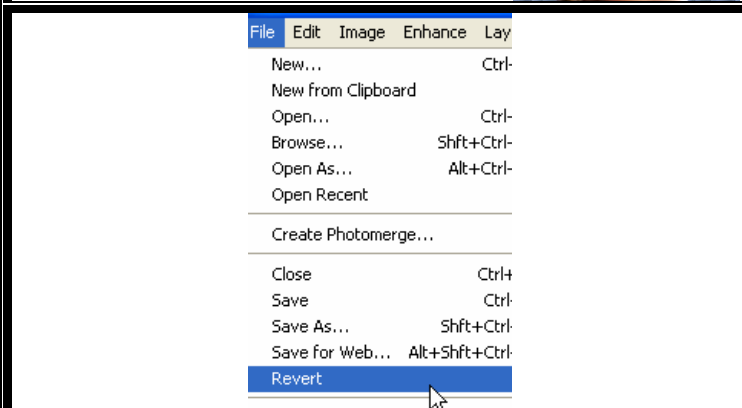 File Edit Image Enhance Lay
New... Ctrl-
New from Clipboard
Open... Ctrl-
Browse... Shft+Ctrl-
Open As... Alt+Ctrl-
Open Recent
Create Photomerge...
Close Ctrl+
Save Ctrl-
Save As... Shft+Ctrl-
Save for Web... Alt+Shft+Ctrl-
Revert